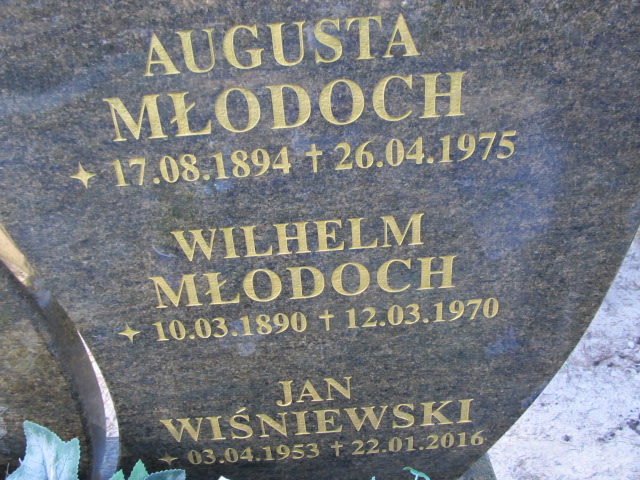 AUGUSTA
MŁODOCH
✦ 17.08.1894 † 26.04.1975
WILHELM
MŁODOCH
✦ 10.03.1890 † 12.03.1970
JAN
WIŚNIEWSKI
✦ 03.04.1953 † 22.01.2016